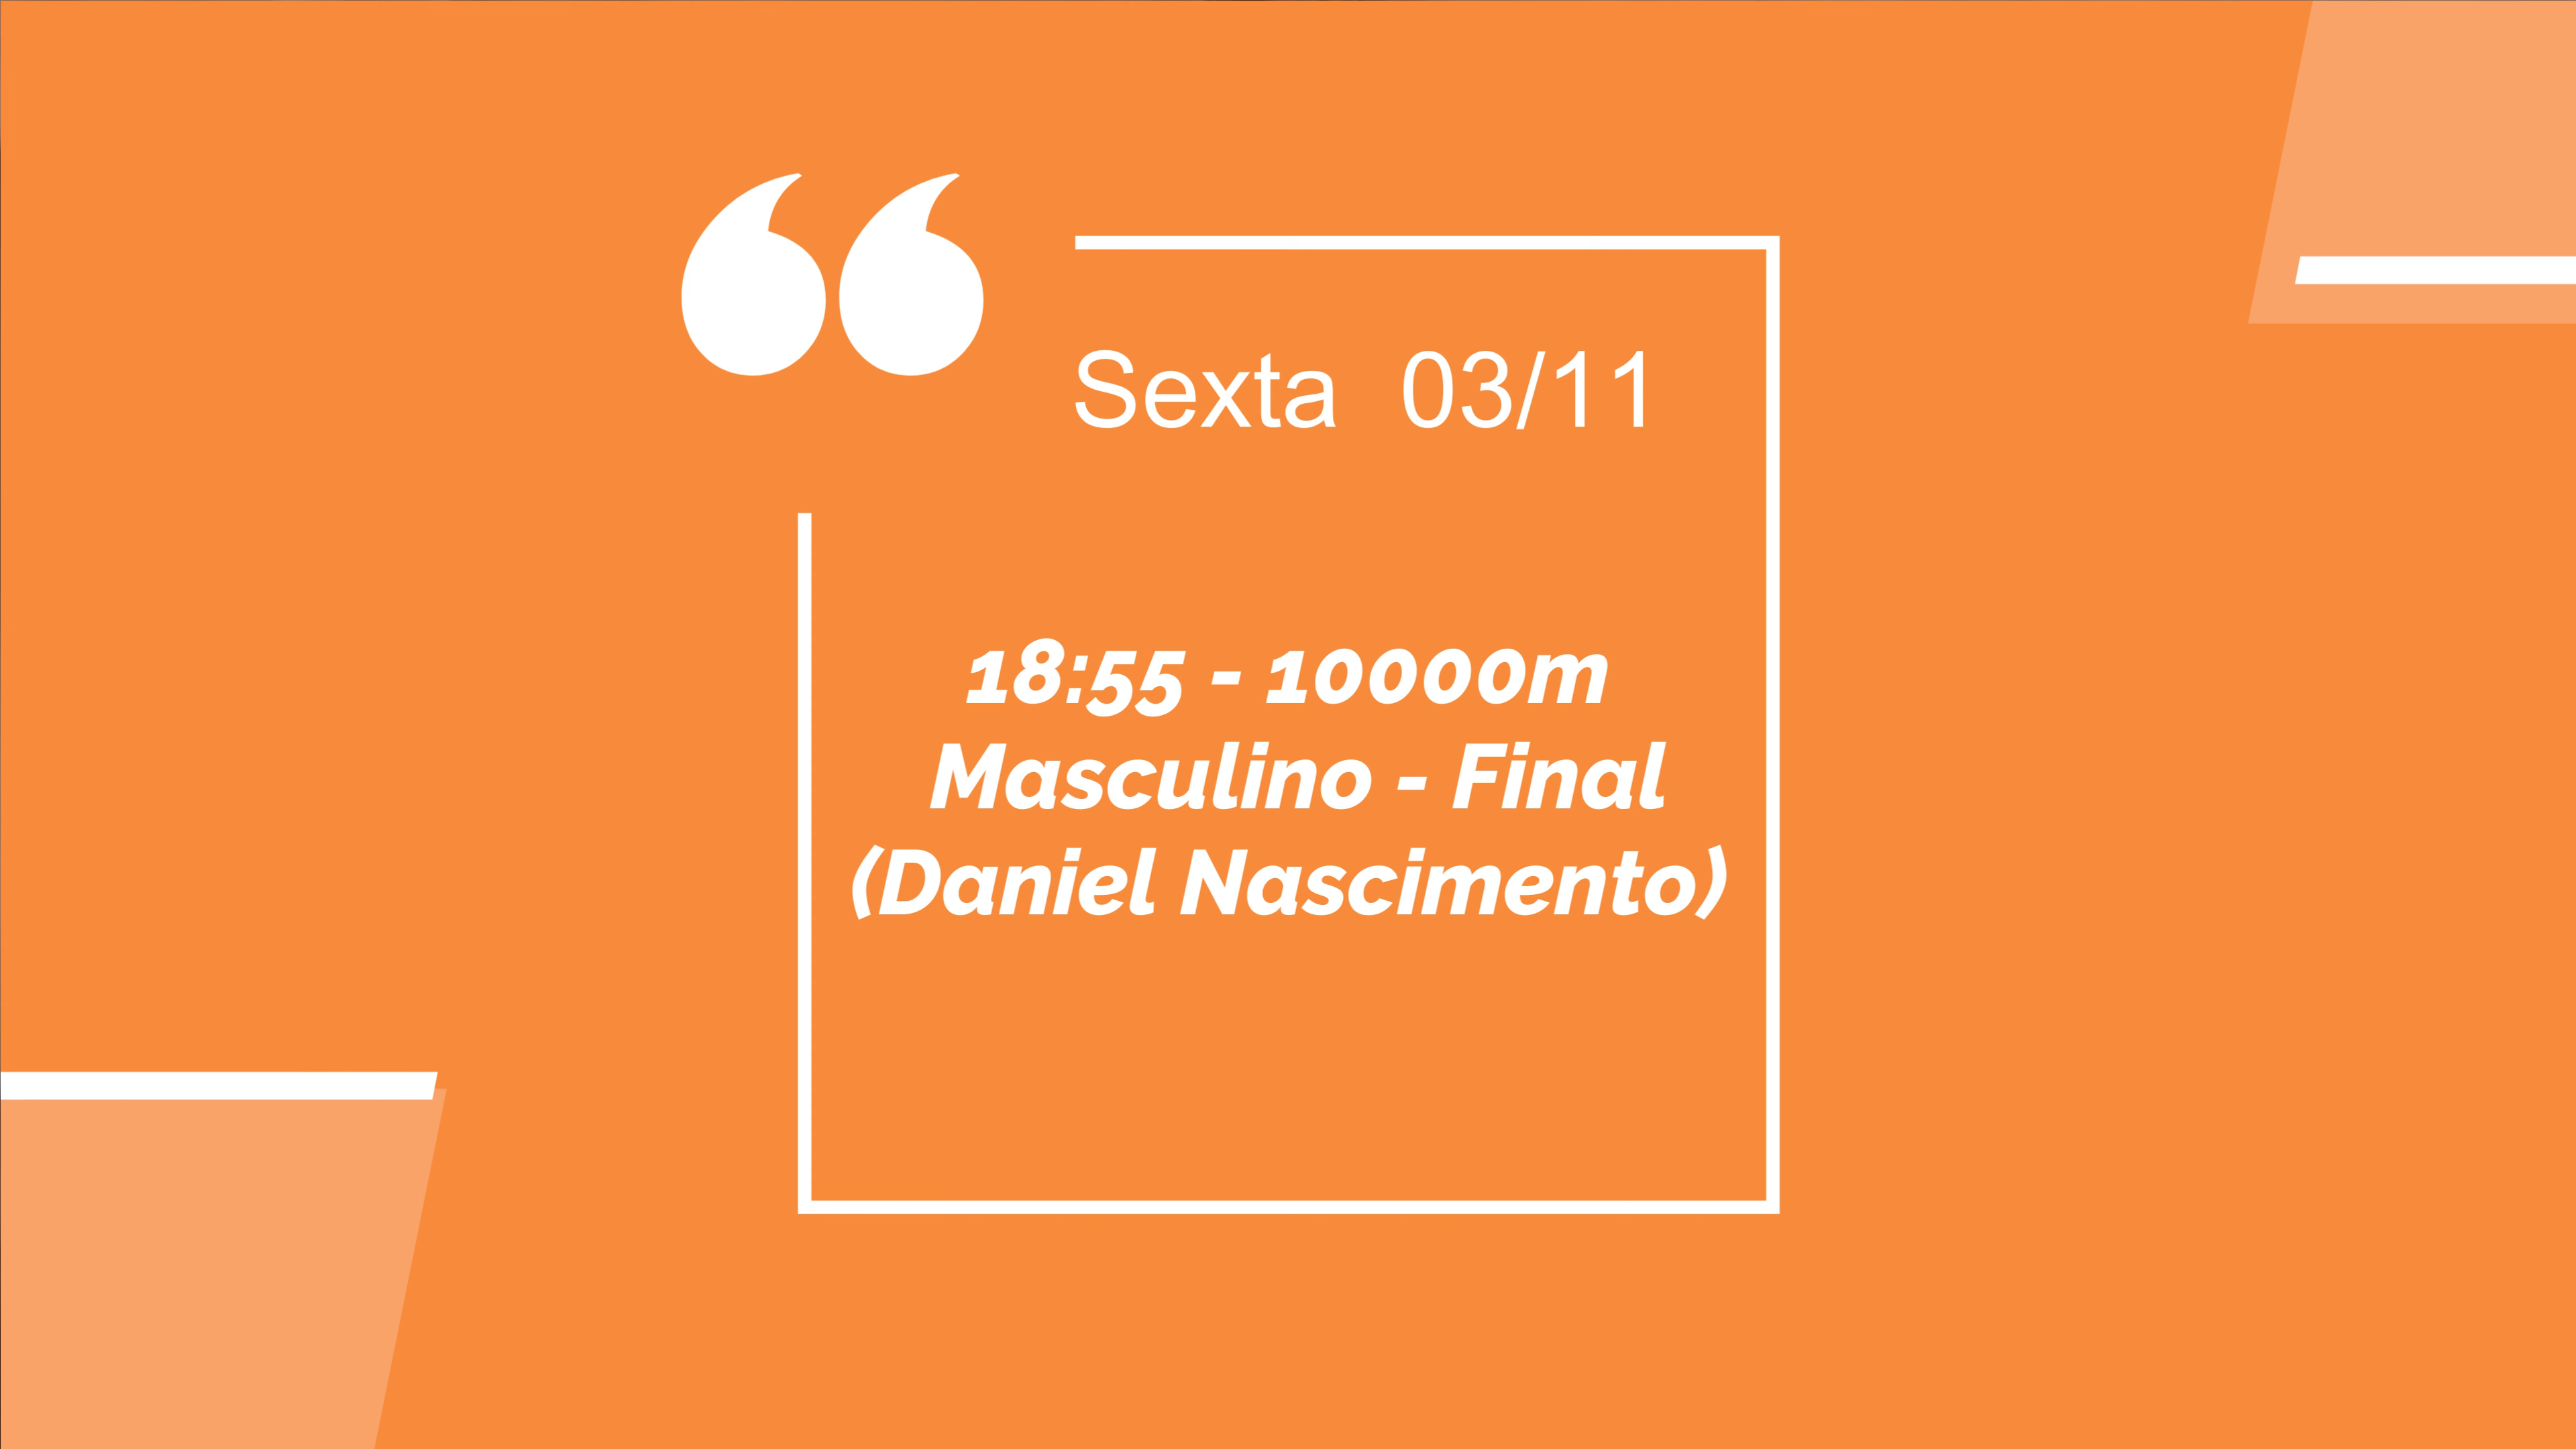 Sexta 03/11
18:55 - 10000m
Masculino - Final
(Daniel Nascimento)